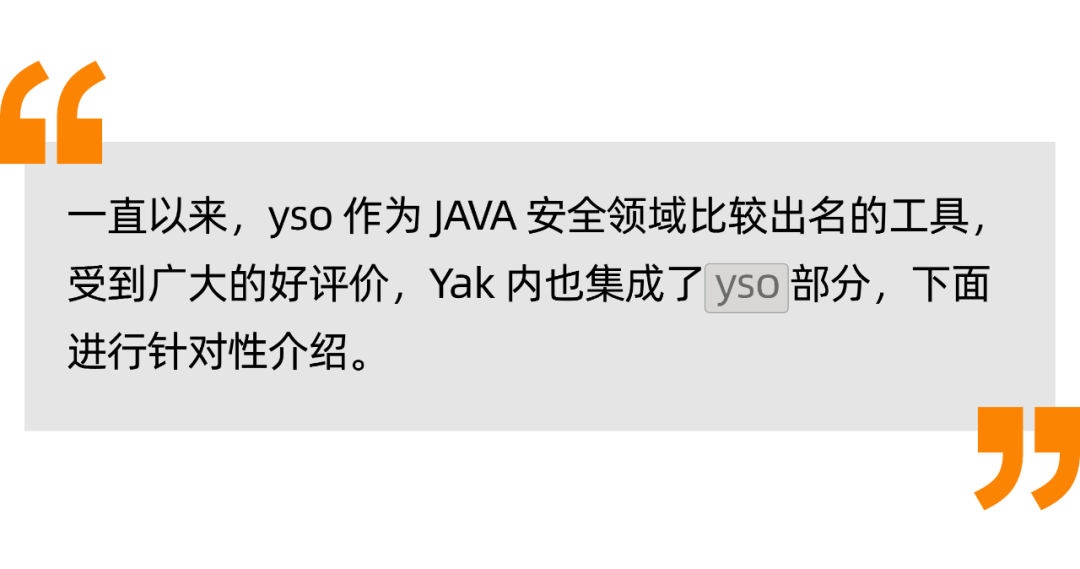 一直以来，yso 作为 JAVA 安全领域比较出名的工具，
受到广大的好评价，Yak 内也集成了 yso 部分，下面
进行针对性介绍。